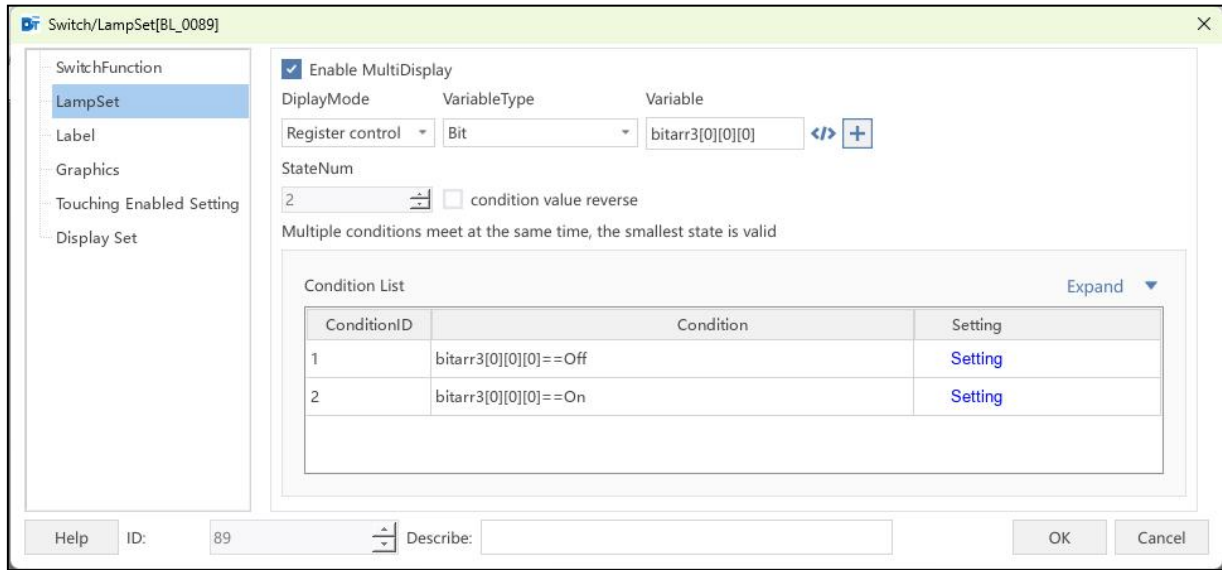 DT Switch/LampSet[BL_0089]
SwitchFunction
LampSet
Label
Graphics
Touching Enabled Setting
Display Set
Enable MultiDisplay
DiplayMode VariableType Variable
Register control Bit bitarr3[0][0][0] </>
StateNum
2 condition value reverse
Multiple conditions meet at the same time, the smallest state is valid
Condition List Expand
ConditionID Condition Setting
1 bitarr3[0][0][0]==Off Setting
2 bitarr3[0][0][0]==On Setting
Help ID: 89 Describe: OK Cancel